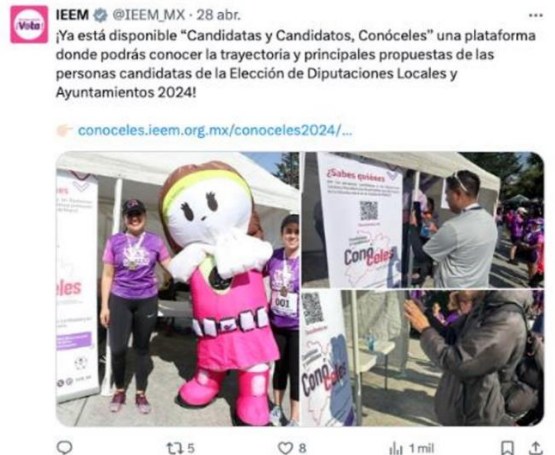 ¡Vota!
IEEM @IEEM_MX · 28 abr.
¡Ya está disponible “Candidatas y Candidatos, Conóceles” una plataforma
donde podrás conocer la trayectoria y principales propuestas de las
personas candidatas de la Elección de Diputaciones Locales y
Ayuntamientos 2024!
👉🏻 conoceles.ieem.org.mx/conoceles2024/...
eles
001
¿Sabes quiénes
Conóceles
Conóceles
5
8
1 mil